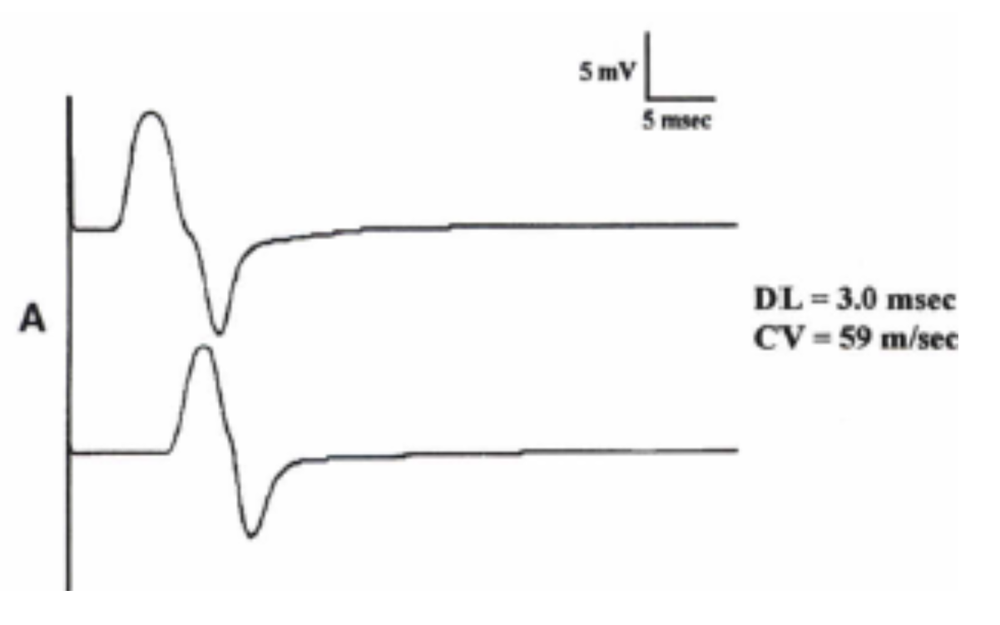 5 mV
5 msec
A
DL = 3.0 msec
CV = 59 m/sec